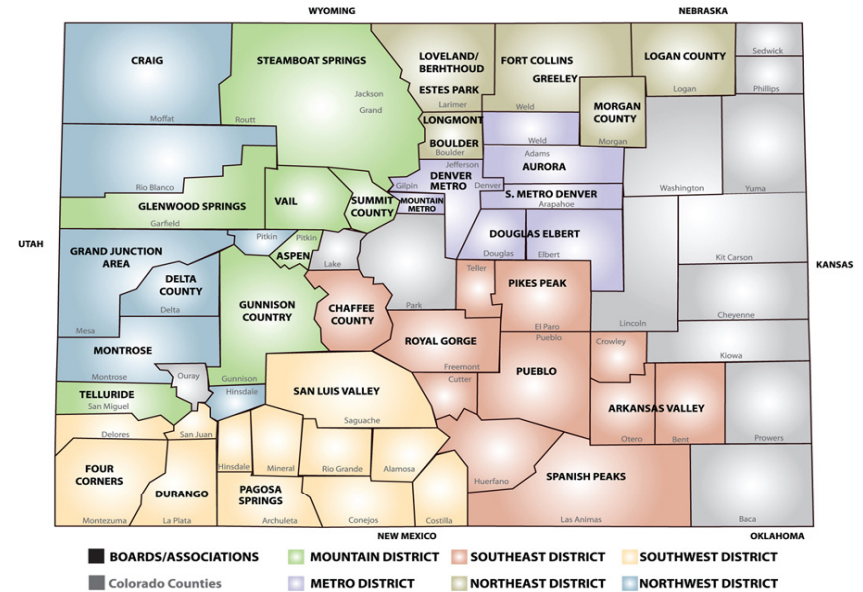 WYOMING
NEBRASKA
CRAIG
STEAMBOAT SPRINGS
LOVELAND/
BERHTHOUD
FORT COLLINS
LOGAN COUNTY
Sedwick
GREELEY
ESTES PARK
Jackson
Logan
Phillips
Larimer
Weld
Grand
MORGAN
COUNTY
Moffat
Routt
LONGMONT
BOULDER
Weld
Morgan
Boulder
Adams
Jefferson
AURORA
Rio Blanco
Gilpin
DENVER
METRO
Denver
Washington
Yuma
S. METRO DENVER
GLENWOOD SPRINGS
VAIL
SUMMIT
COUNTY
MOUNTAIN
METRO
Arapahoe
Garfield
UTAH
Pitkin
Pitkin
DOUGLAS ELBERT
GRAND JUNCTION
AREA
ASPEN
Douglas
Elbert
Kit Carson
KANSAS
Lake
Teller
DELTA
COUNTY
PIKES PEAK
GUNNISON
COUNTRY
CHAFFEE
COUNTY
Park
Delta
Cheyenne
Mesa
El Paro
Lincoln
Pueblo
ROYAL GORGE
Crowley
MONTROSE
Kiowa
Fremont
PUEBLO
Montrose
Ouray
Gunnison
Cutter
TELLURIDE
Hinsdale
SAN LUIS VALLEY
San Miguel
ARKANSAS VALLEY
Saguache
Delores
San Juan
Otero
Bent
Prowers
FOUR
CORNERS
Hinsdale
Mineral
Rio Grande
Alamosa
Huerfano
SPANISH PEAKS
DURANGO
PAGOSA
SPRINGS
Montezuma
La Plata
Archuleta
Conejos
Costilla
Las Animas
Baca
NEW MEXICO
OKLAHOMA
BOARDS/ASSOCIATIONS
MOUNTAIN DISTRICT
SOUTHEAST DISTRICT
SOUTHWEST DISTRICT
Colorado Counties
METRO DISTRICT
NORTHEAST DISTRICT
NORTHWEST DISTRICT